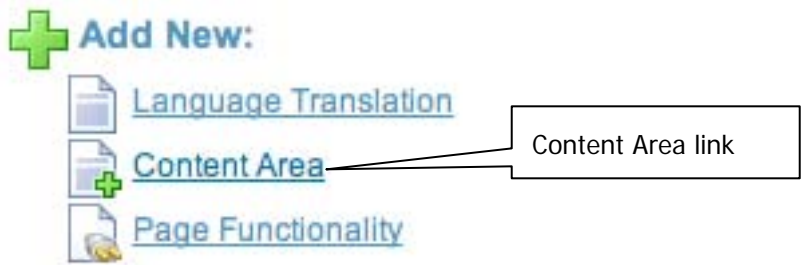 Add New:
Language Translation
Content Area
Content Area link
Page Functionality